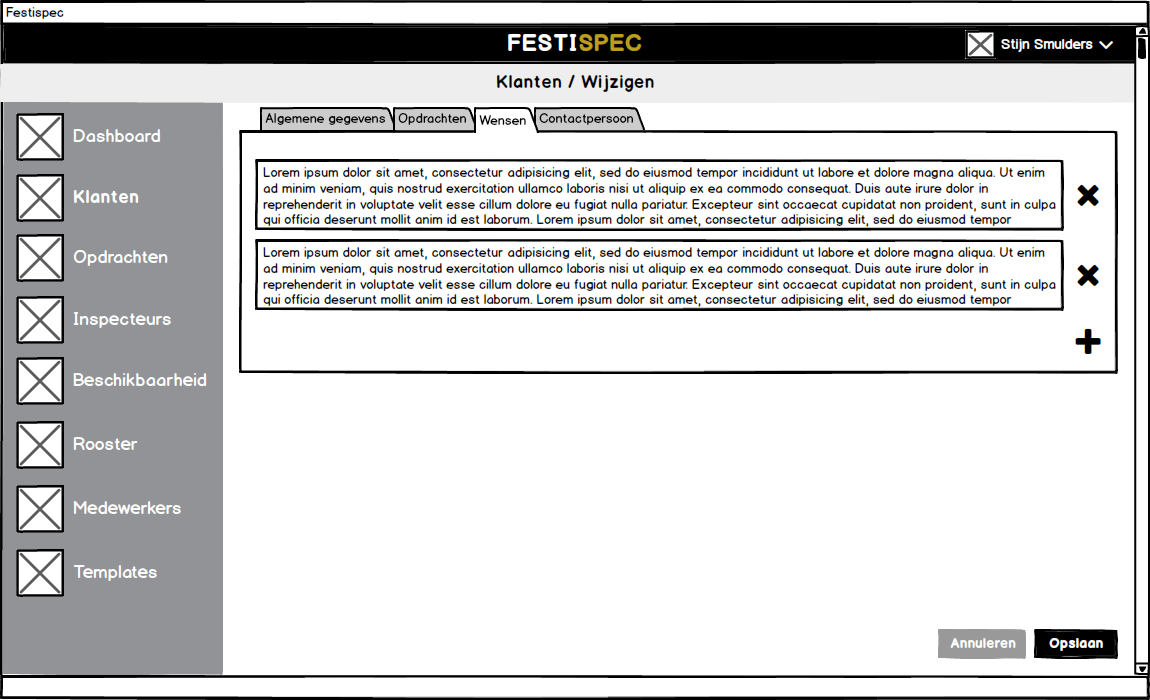 Festispec
FESTISPEC
Stijn Smulders
Klanten / Wijzigen
Dashboard
Klanten
Opdrachten
Inspecteurs
Beschikbaarheid
Rooster
Medewerkers
Templates
Algemene gegevens
Opdrachten
Wensen
Contactpersoon
Lorem ipsum dolor sit amet, consectetur adipisicing elit, sed do eiusmod tempor incididunt ut labore et dolore magna aliqua. Ut enim
ad minim veniam, quis nostrud exercitation ullamco laboris nisi ut aliquip ex ea commodo consequat. Duis aute irure dolor in
reprehenderit in voluptate velit esse cillum dolore eu fugiat nulla pariatur. Excepteur sint occaecat cupidatat non proident, sunt in culpa
qui officia deserunt mollit anim id est laborum. Lorem ipsum dolor sit amet, consectetur adipisicing elit, sed do eiusmod tempor
Lorem ipsum dolor sit amet, consectetur adipisicing elit, sed do eiusmod tempor incididunt ut labore et dolore magna aliqua. Ut enim
ad minim veniam, quis nostrud exercitation ullamco laboris nisi ut aliquip ex ea commodo consequat. Duis aute irure dolor in
reprehenderit in voluptate velit esse cillum dolore eu fugiat nulla pariatur. Excepteur sint occaecat cupidatat non proident, sunt in culpa
qui officia deserunt mollit anim id est laborum. Lorem ipsum dolor sit amet, consectetur adipisicing elit, sed do eiusmod tempor
Annuleren
Opslaan